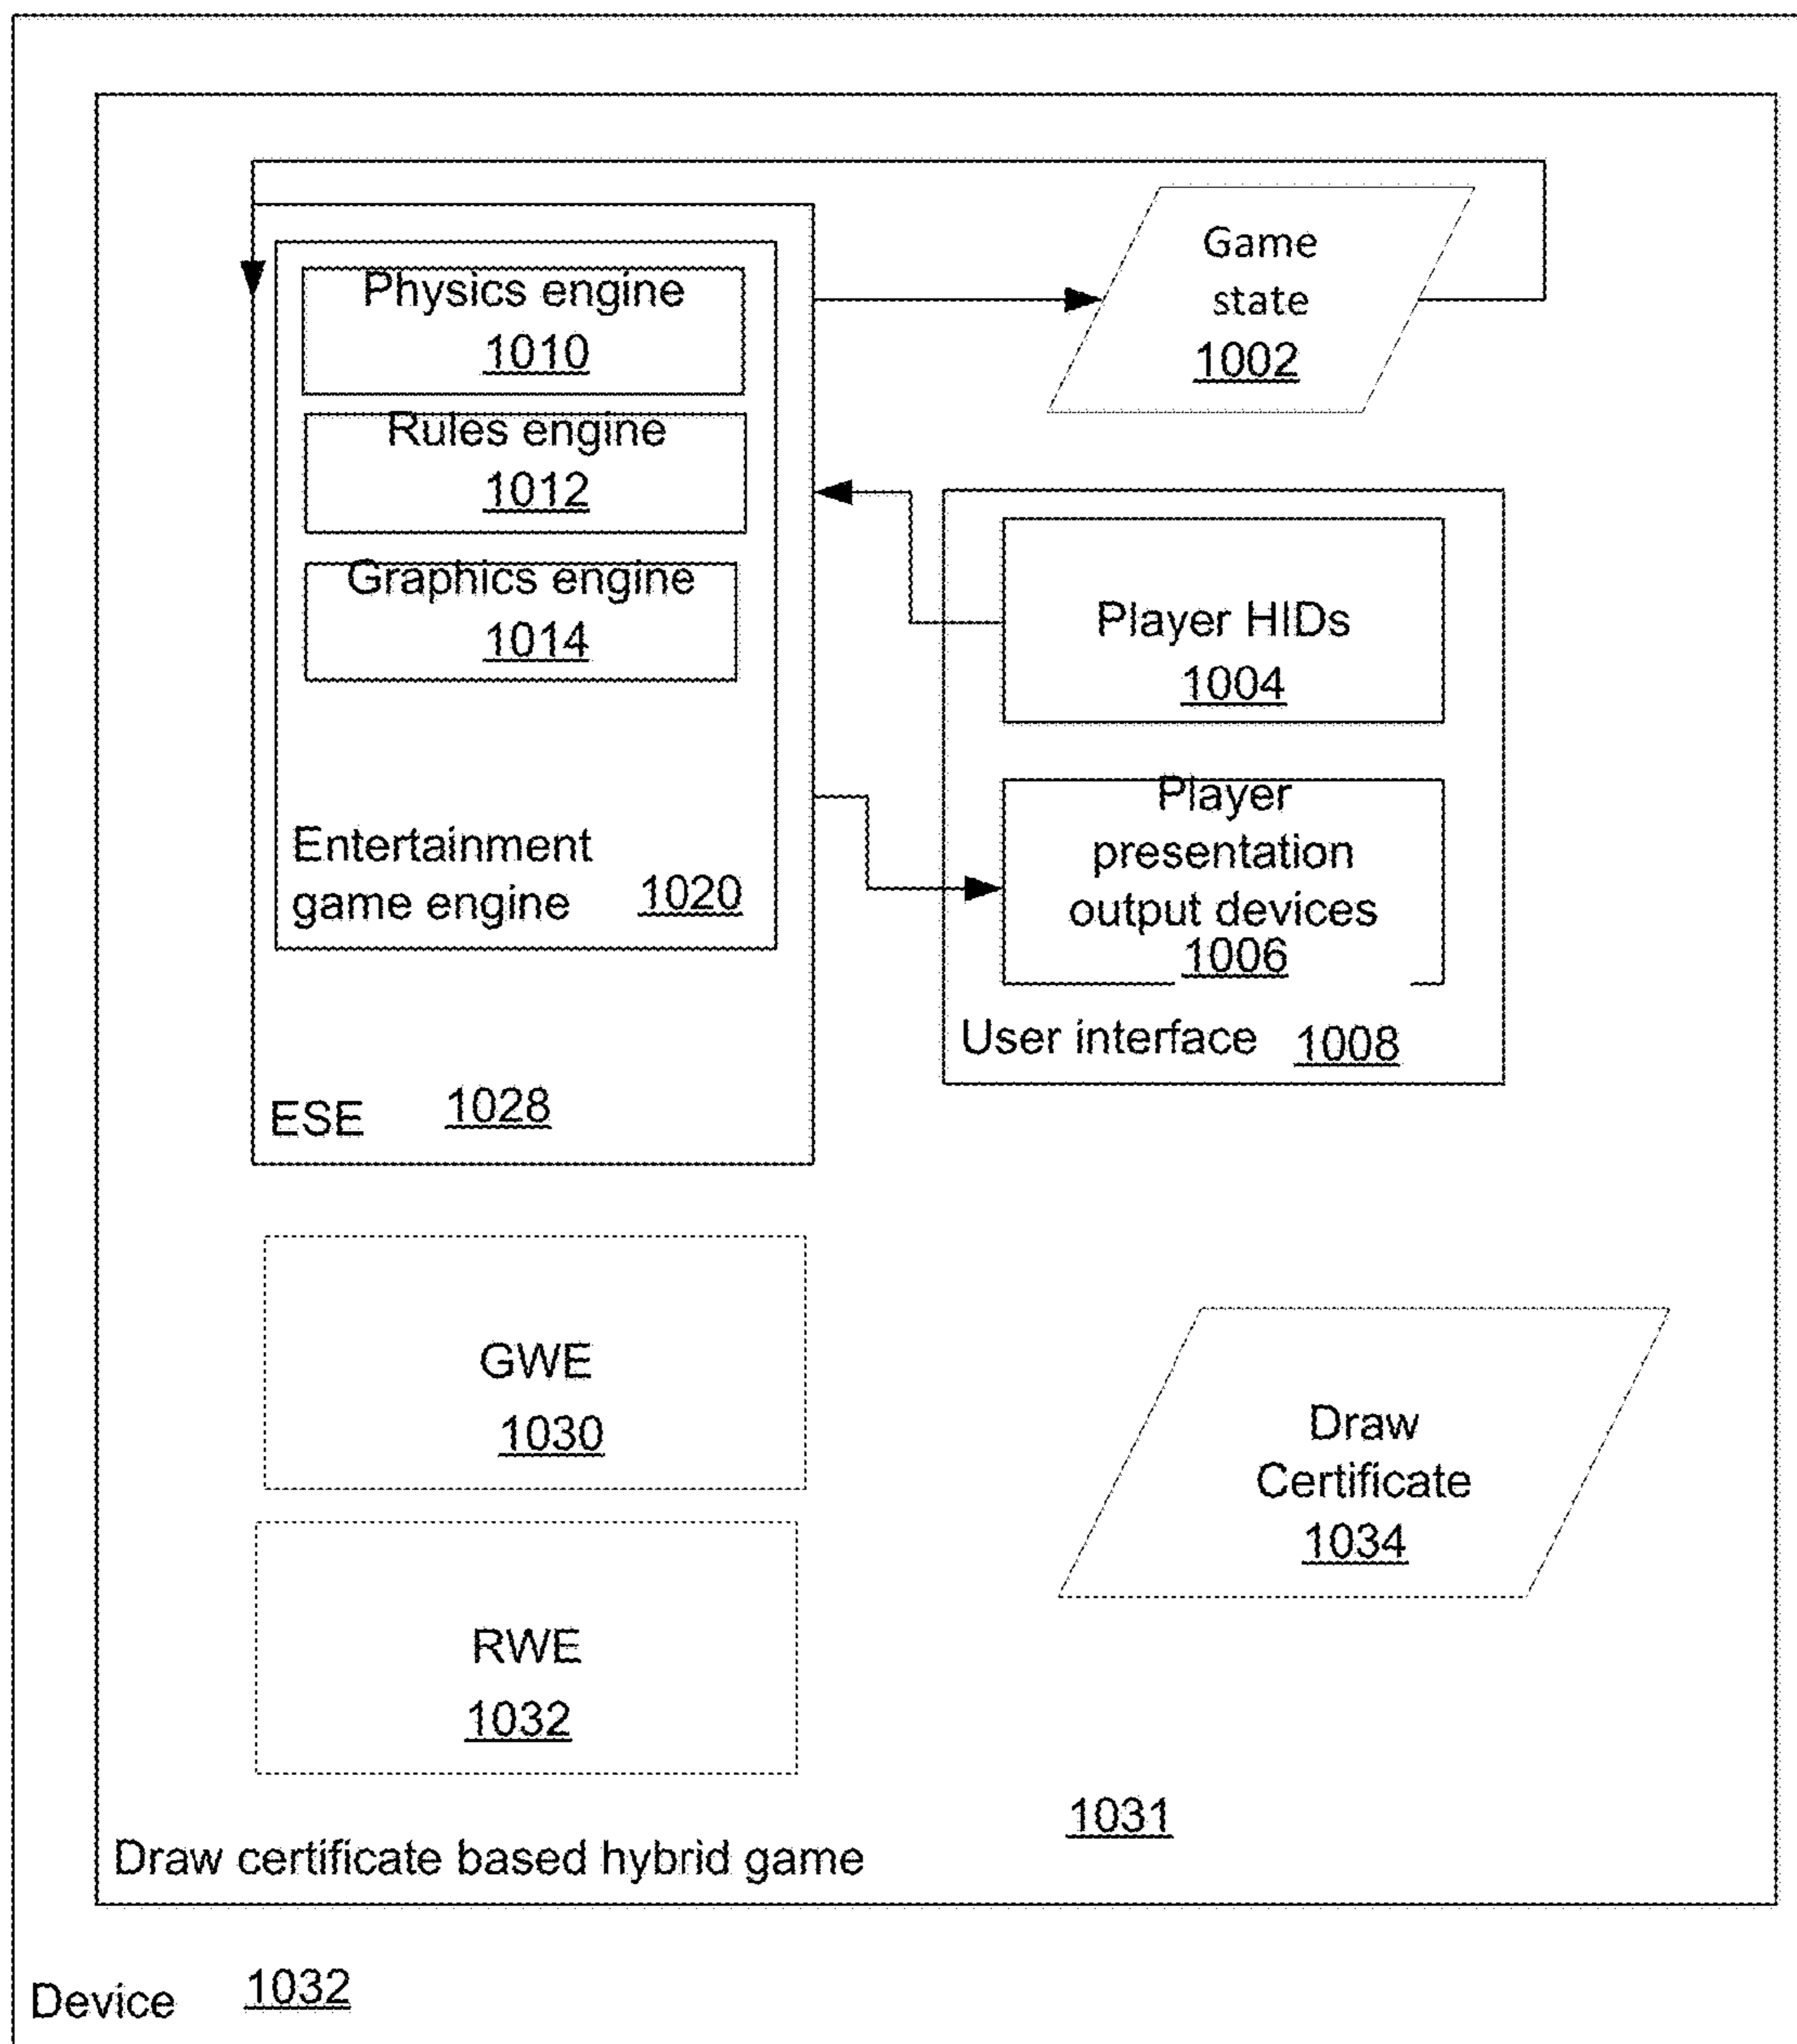 Physics engine
1010
Rules engine
1012
Graphics engine
1014
Entertainment
game engine 1020
ESE 1028
Game
state
1002
Player HIDs
1004
Player
presentation
output devices
1006
User interface 1008
GWE
1030
RWE
1032
Draw
Certificate
1034
1031
Draw certificate based hybrid game
Device 1032